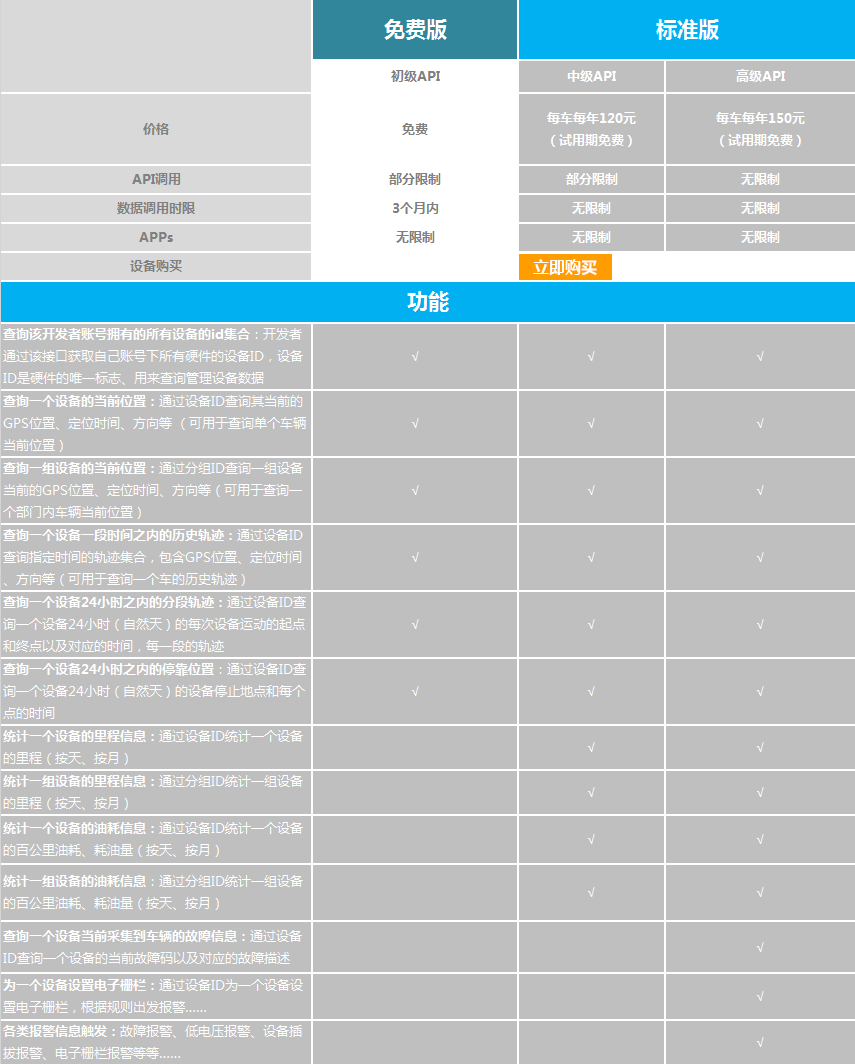 免费版
标准版
初级API
中级API
高级API
价格
免费
每车每年120元
（试用期免费）
每车每年150元
（试用期免费）
API调用
部分限制
部分限制
无限制
数据调用时限
3个月内
无限制
无限制
APPs
无限制
无限制
无限制
设备购买
立即购买
功能
查询该开发者账号拥有的所有设备的id集合：开发者
通过该接口获取自己账号下所有硬件的设备ID，设备
ID是硬件的唯一标志、用来查询管理设备数据
√
√
√
查询一个设备的当前位置：通过设备ID查询其当前的
GPS位置、定位时间、方向等 （可用于查询单个车辆
当前位置）
√
√
√
查询一组设备的当前位置：通过分组ID查询一组设备
当前的GPS位置、定位时间、方向等（可用于查询一
个部门内车辆当前位置）
√
√
√
查询一个设备一段时间之内的历史轨迹：通过设备ID
查询指定时间的轨迹集合，包含GPS位置、定位时间
、方向等（可用于查询一个车的历史轨迹）
√
√
√
查询一个设备24小时之内的分段轨迹：通过设备ID查
询一个设备24小时（自然天）的每次设备运动的起点
和终点以及对应的时间，每一段的轨迹
√
√
√
查询一个设备24小时之内的停靠位置：通过设备ID查
询一个设备24小时（自然天）的设备停止地点和每个
点的时间
√
√
√
统计一个设备的里程信息：通过设备ID统计一个设备
的里程（按天、按月）
√
√
统计一组设备的里程信息：通过分组ID统计一组设备
的里程（按天、按月）
√
√
统计一个设备的油耗信息：通过设备ID统计一个设备
的百公里油耗、耗油量（按天、按月）
√
√
统计一组设备的油耗信息：通过分组ID统计一组设备
的百公里油耗、耗油量（按天、按月）
√
√
查询一个设备当前采集到车辆的故障信息：通过设备
ID查询一个设备的当前故障码以及对应的故障描述
√
为一个设备设置电子栅栏：通过设备ID为一个设备设
置电子栅栏，根据规则出发报警......
√
各类报警信息触发：故障报警、低电压报警、设备插
拔报警、电子栅栏报警等等......
√